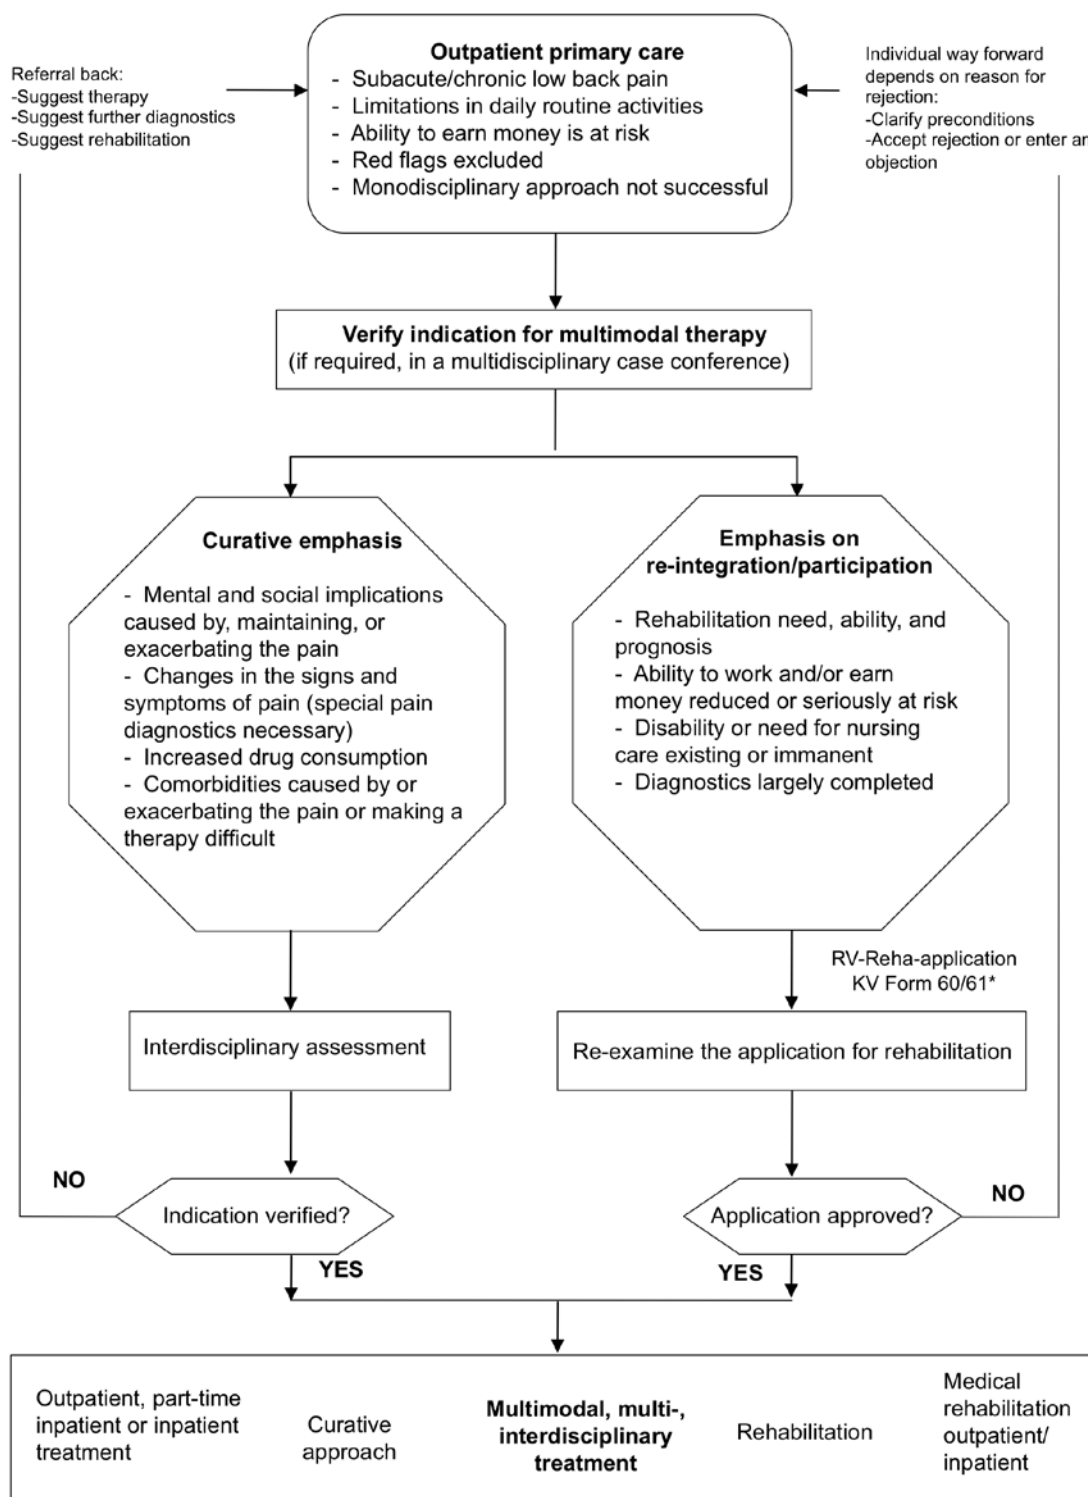 Outpatient primary care
- Subacute/chronic low back pain
- Limitations in daily routine activities
- Ability to earn money is at risk
- Red flags excluded
- Monodisciplinary approach not successful
Referral back:
-Suggest therapy
-Suggest further diagnostics
-Suggest rehabilitation
Individual way forward
depends on reason for
rejection:
-Clarify preconditions
-Accept rejection or enter an
objection
Verify indication for multimodal therapy
(if required, in a multidisciplinary case conference)
Curative emphasis
- Mental and social implications
caused by, maintaining, or
exacerbating the pain
- Changes in the signs and
symptoms of pain (special pain
diagnostics necessary)
- Increased drug consumption
- Comorbidities caused by or
exacerbating the pain or making a
therapy difficult
Emphasis on
re-integration/participation
- Rehabilitation need, ability, and
prognosis
- Ability to work and/or earn
money reduced or seriously at risk
- Disability or need for nursing
care existing or immanent
- Diagnostics largely completed
RV-Reha-application
KV Form 60/61*
Interdisciplinary assessment
Re-examine the application for rehabilitation
NO
Indication verified?
YES
Application approved?
NO
YES
Outpatient, part-time
inpatient or inpatient
treatment
Curative
approach
Multimodal, multi-,
interdisciplinary
treatment
Rehabilitation
Medical
rehabilitation
outpatient/
inpatient